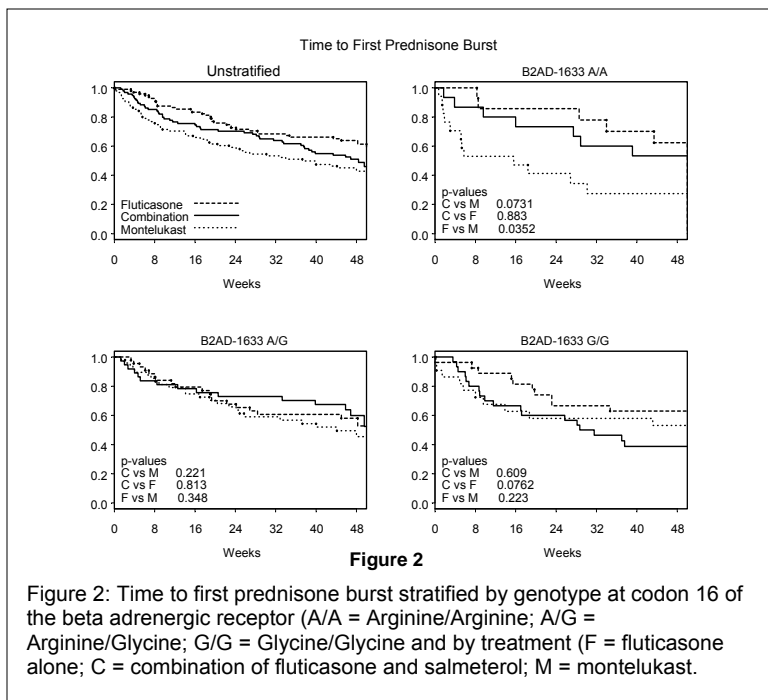 Time to First Prednisone Burst
Unstratified
1.0
0.8
0.6
0.4
0.2
0.0
Fluticasone
Combination
Montelukast
0 8 16 24 32 40 48
Weeks
B2AD-1633 A/A
1.0
0.8
0.6
0.4
0.2
0.0
p-values
C vs M 0.0731
C vs F 0.883
F vs M 0.0352
0 8 16 24 32 40 48
Weeks
B2AD-1633 A/G
1.0
0.8
0.6
0.4
0.2
0.0
p-values
C vs M 0.221
C vs F 0.813
F vs M 0.348
0 8 16 24 32 40 48
Weeks
B2AD-1633 G/G
1.0
0.8
0.6
0.4
0.2
0.0
p-values
C vs M 0.609
C vs F 0.0762
F vs M 0.223
0 8 16 24 32 40 48
Weeks
Figure 2
Figure 2: Time to first prednisone burst stratified by genotype at codon 16 of
the beta adrenergic receptor (A/A = Arginine/Arginine; A/G =
Arginine/Glycine; G/G = Glycine/Glycine and by treatment (F = fluticasone
alone; C = combination of fluticasone and salmeterol; M = montelukast.